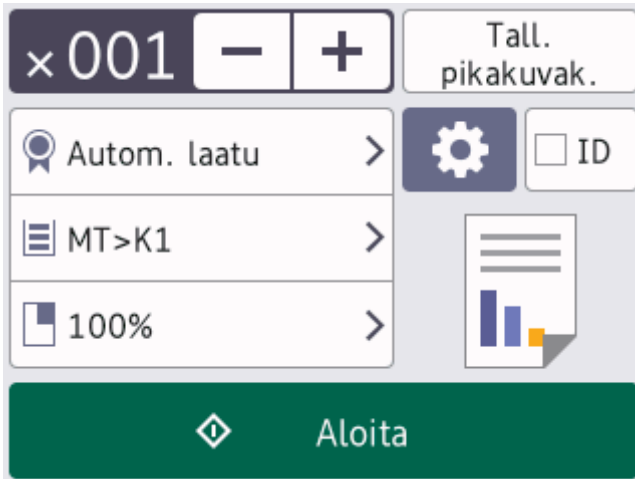 ×001 − +
Tall.
pikakuvak.
Autom. laatu
ID
MT>K1
100%
Aloita